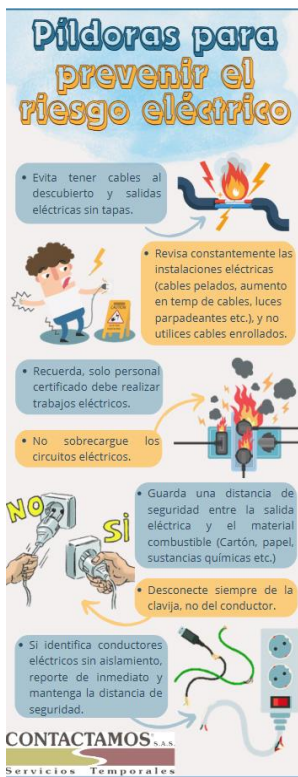 Píldoras para
prevenir el
riesgo eléctrico
• Evita tener cables al
descubierto y salidas
eléctricas sin tapas.
• Revisa constantemente las
instalaciones eléctricas
(cables pelados, aumento
en temp de cables, luces
parpadeantes etc.), y no
utilices cables enrollados.
• Recuerda, solo personal
certificado debe realizar
trabajos eléctricos.
• No sobrecargue los
circuitos eléctricos.
• Guarda una distancia de
seguridad entre la salida
eléctrica y el material
combustible (Cartón, papel,
sustancias químicas etc.)
NO
SI
• Desconecte siempre de la
clavija, no del conductor.
• Si identifica conductores
eléctricos sin aislamiento,
reporte de inmediato y
mantenga la distancia de
seguridad.
CONTACTAMOS S.A.S.
Servicios Temporales